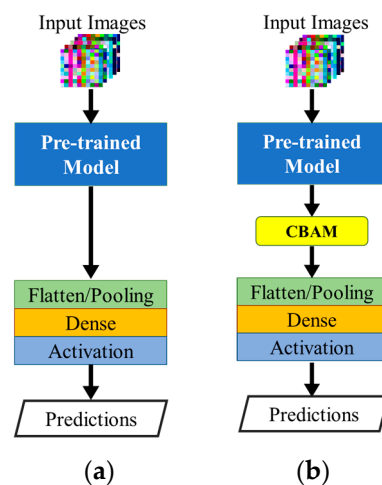 Input Images
Pre-trained
Model
Flatten/Pooling
Dense
Activation
Predictions
(a)
Input Images
Pre-trained
Model
CBAM
Flatten/Pooling
Dense
Activation
Predictions
(b)